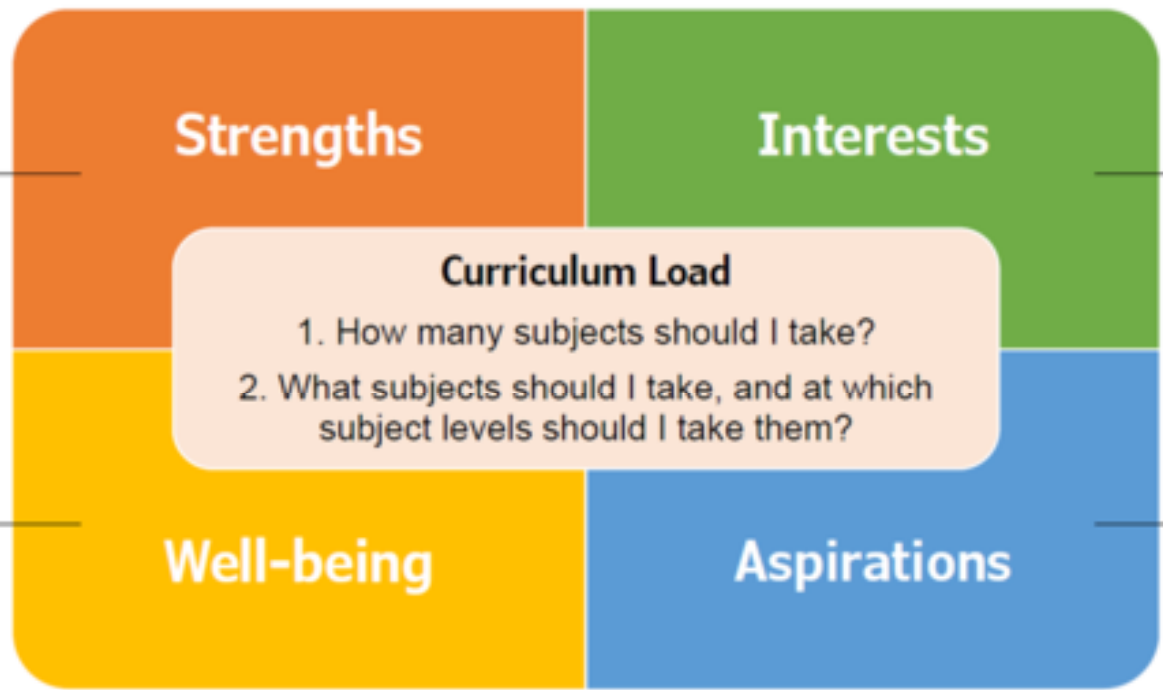 Strengths
Interests
Curriculum Load
1. How many subjects should I take?
2. What subjects should I take, and at which
subject levels should I take them?
Well-being
Aspirations